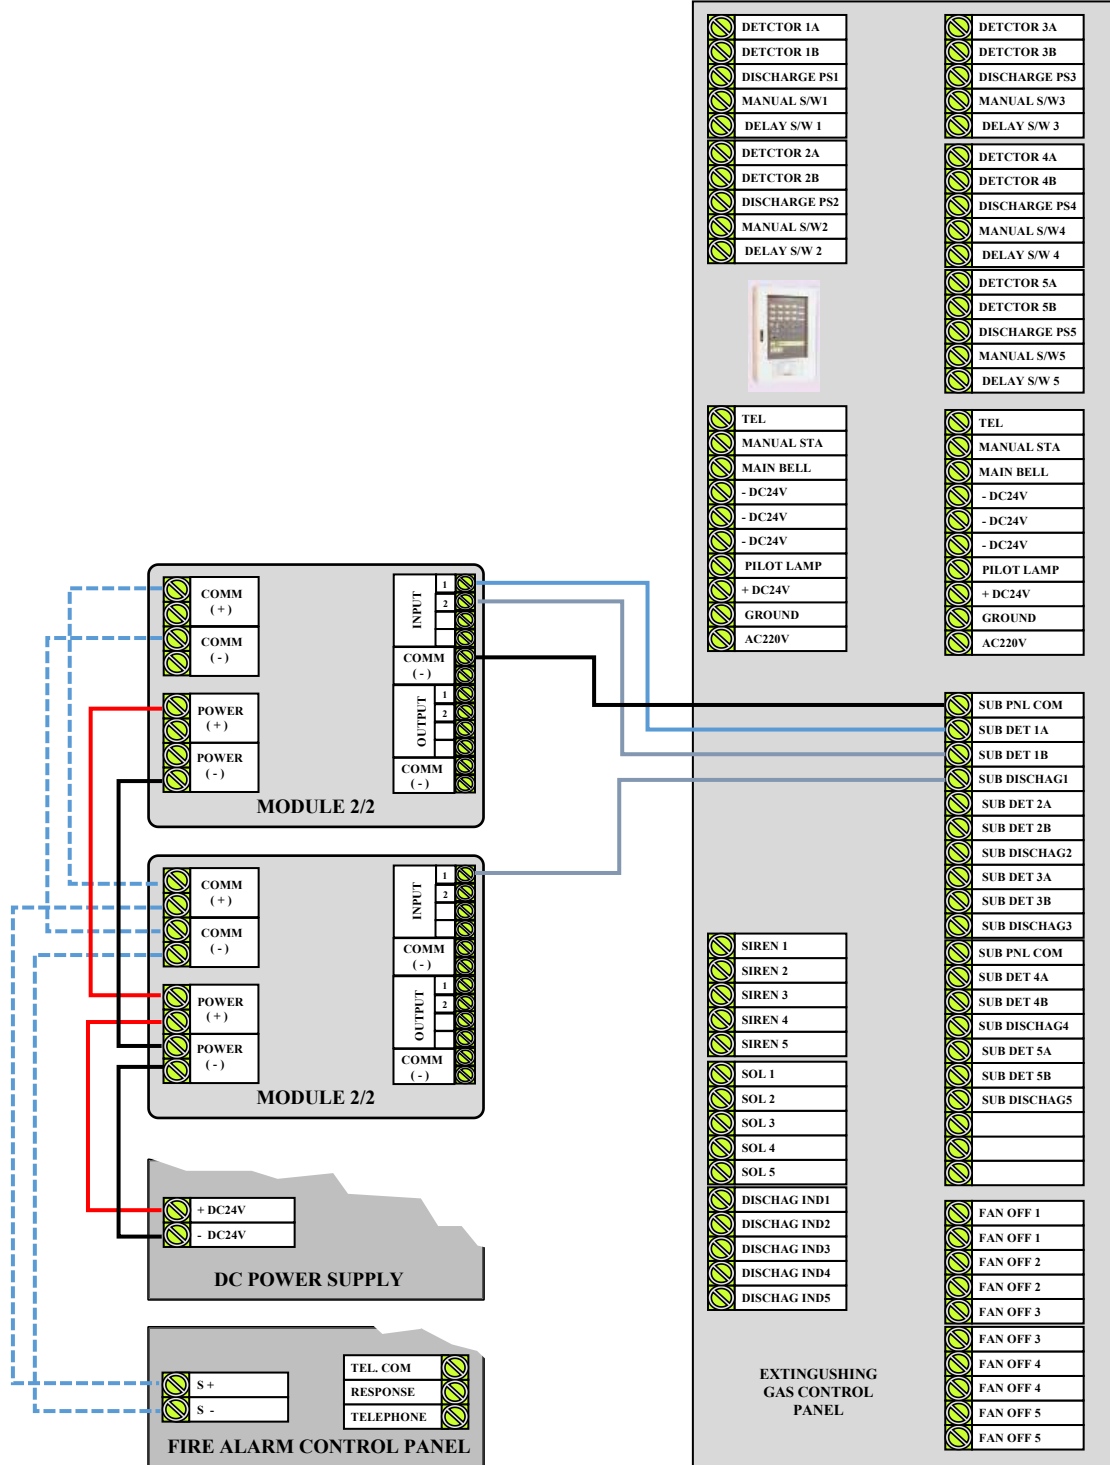 DETCTOR 1A
DETCTOR 1B
DISCHARGE PS1
MANUAL S/W1
DELAY S/W 1
DETCTOR 2A
DETCTOR 2B
DISCHARGE PS2
MANUAL S/W2
DELAY S/W 2
DETCTOR 3A
DETCTOR 3B
DISCHARGE PS3
MANUAL S/W3
DELAY S/W 3
DETCTOR 4A
DETCTOR 4B
DISCHARGE PS4
MANUAL S/W4
DELAY S/W 4
DETCTOR 5A
DETCTOR 5B
DISCHARGE PS5
MANUAL S/W5
DELAY S/W 5
TEL
MANUAL STA
MAIN BELL
- DC24V
- DC24V
- DC24V
PILOT LAMP
+ DC24V
GROUND
AC220V
TEL
MANUAL STA
MAIN BELL
- DC24V
- DC24V
- DC24V
PILOT LAMP
+ DC24V
GROUND
AC220V
COMM
( + )
COMM
( - )
POWER
( + )
POWER
( - )
INPUT
1
2
COMM
( - )
OUTPUT
1
2
COMM
( - )
MODULE 2/2
COMM
( + )
COMM
( - )
POWER
( + )
POWER
( - )
INPUT
1
2
COMM
( - )
OUTPUT
1
2
COMM
( - )
MODULE 2/2
+ DC24V
- DC24V
DC POWER SUPPLY
S +
S -
TEL. COM
RESPONSE
TELEPHONE
FIRE ALARM CONTROL PANEL
SUB PNL COM
SUB DET 1A
SUB DET 1B
SUB DISCHAG1
SUB DET 2A
SUB DET 2B
SUB DISCHAG2
SUB DET 3A
SUB DET 3B
SUB DISCHAG3
SUB PNL COM
SUB DET 4A
SUB DET 4B
SUB DISCHAG4
SUB DET 5A
SUB DET 5B
SUB DISCHAG5
SIREN 1
SIREN 2
SIREN 3
SIREN 4
SIREN 5
SOL 1
SOL 2
SOL 3
SOL 4
SOL 5
DISCHAG IND1
DISCHAG IND2
DISCHAG IND3
DISCHAG IND4
DISCHAG IND5
FAN OFF 1
FAN OFF 1
FAN OFF 2
FAN OFF 2
FAN OFF 3
FAN OFF 3
FAN OFF 4
FAN OFF 4
FAN OFF 5
FAN OFF 5
EXTINGUSHING
GAS CONTROL
PANEL